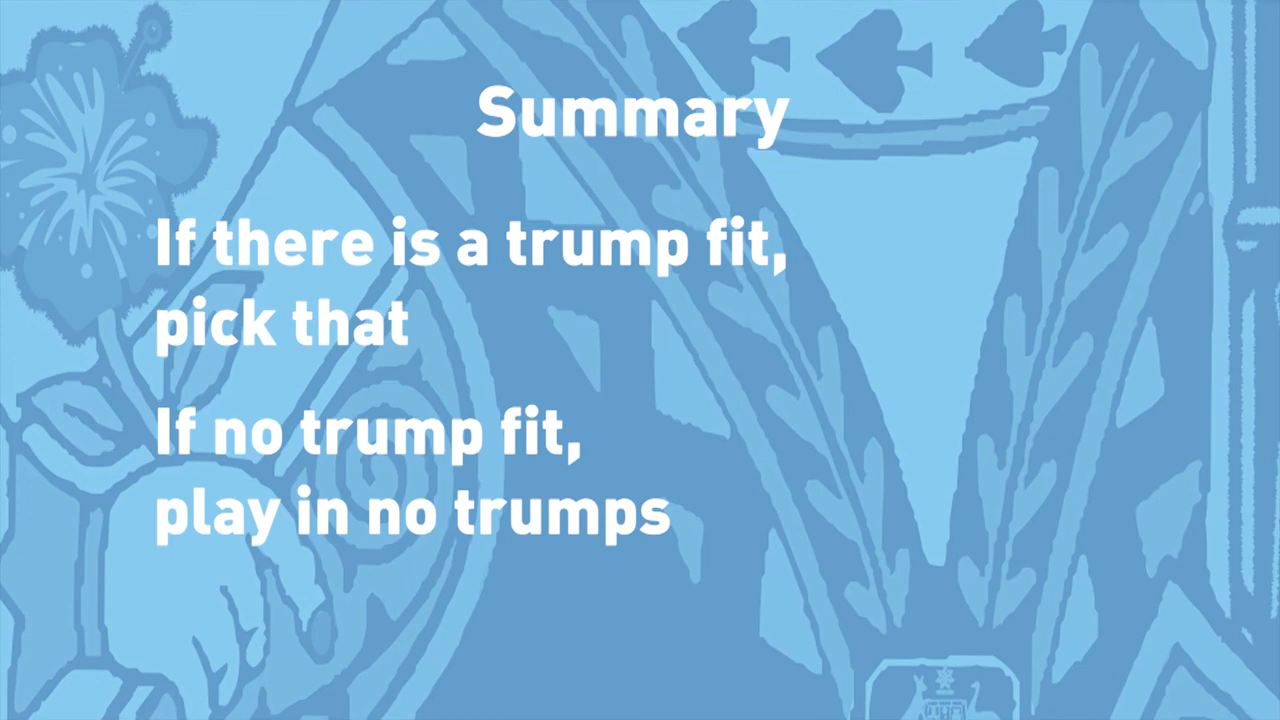 Summary
If there is a trump fit,
pick that
If no trump fit,
play in no trumps